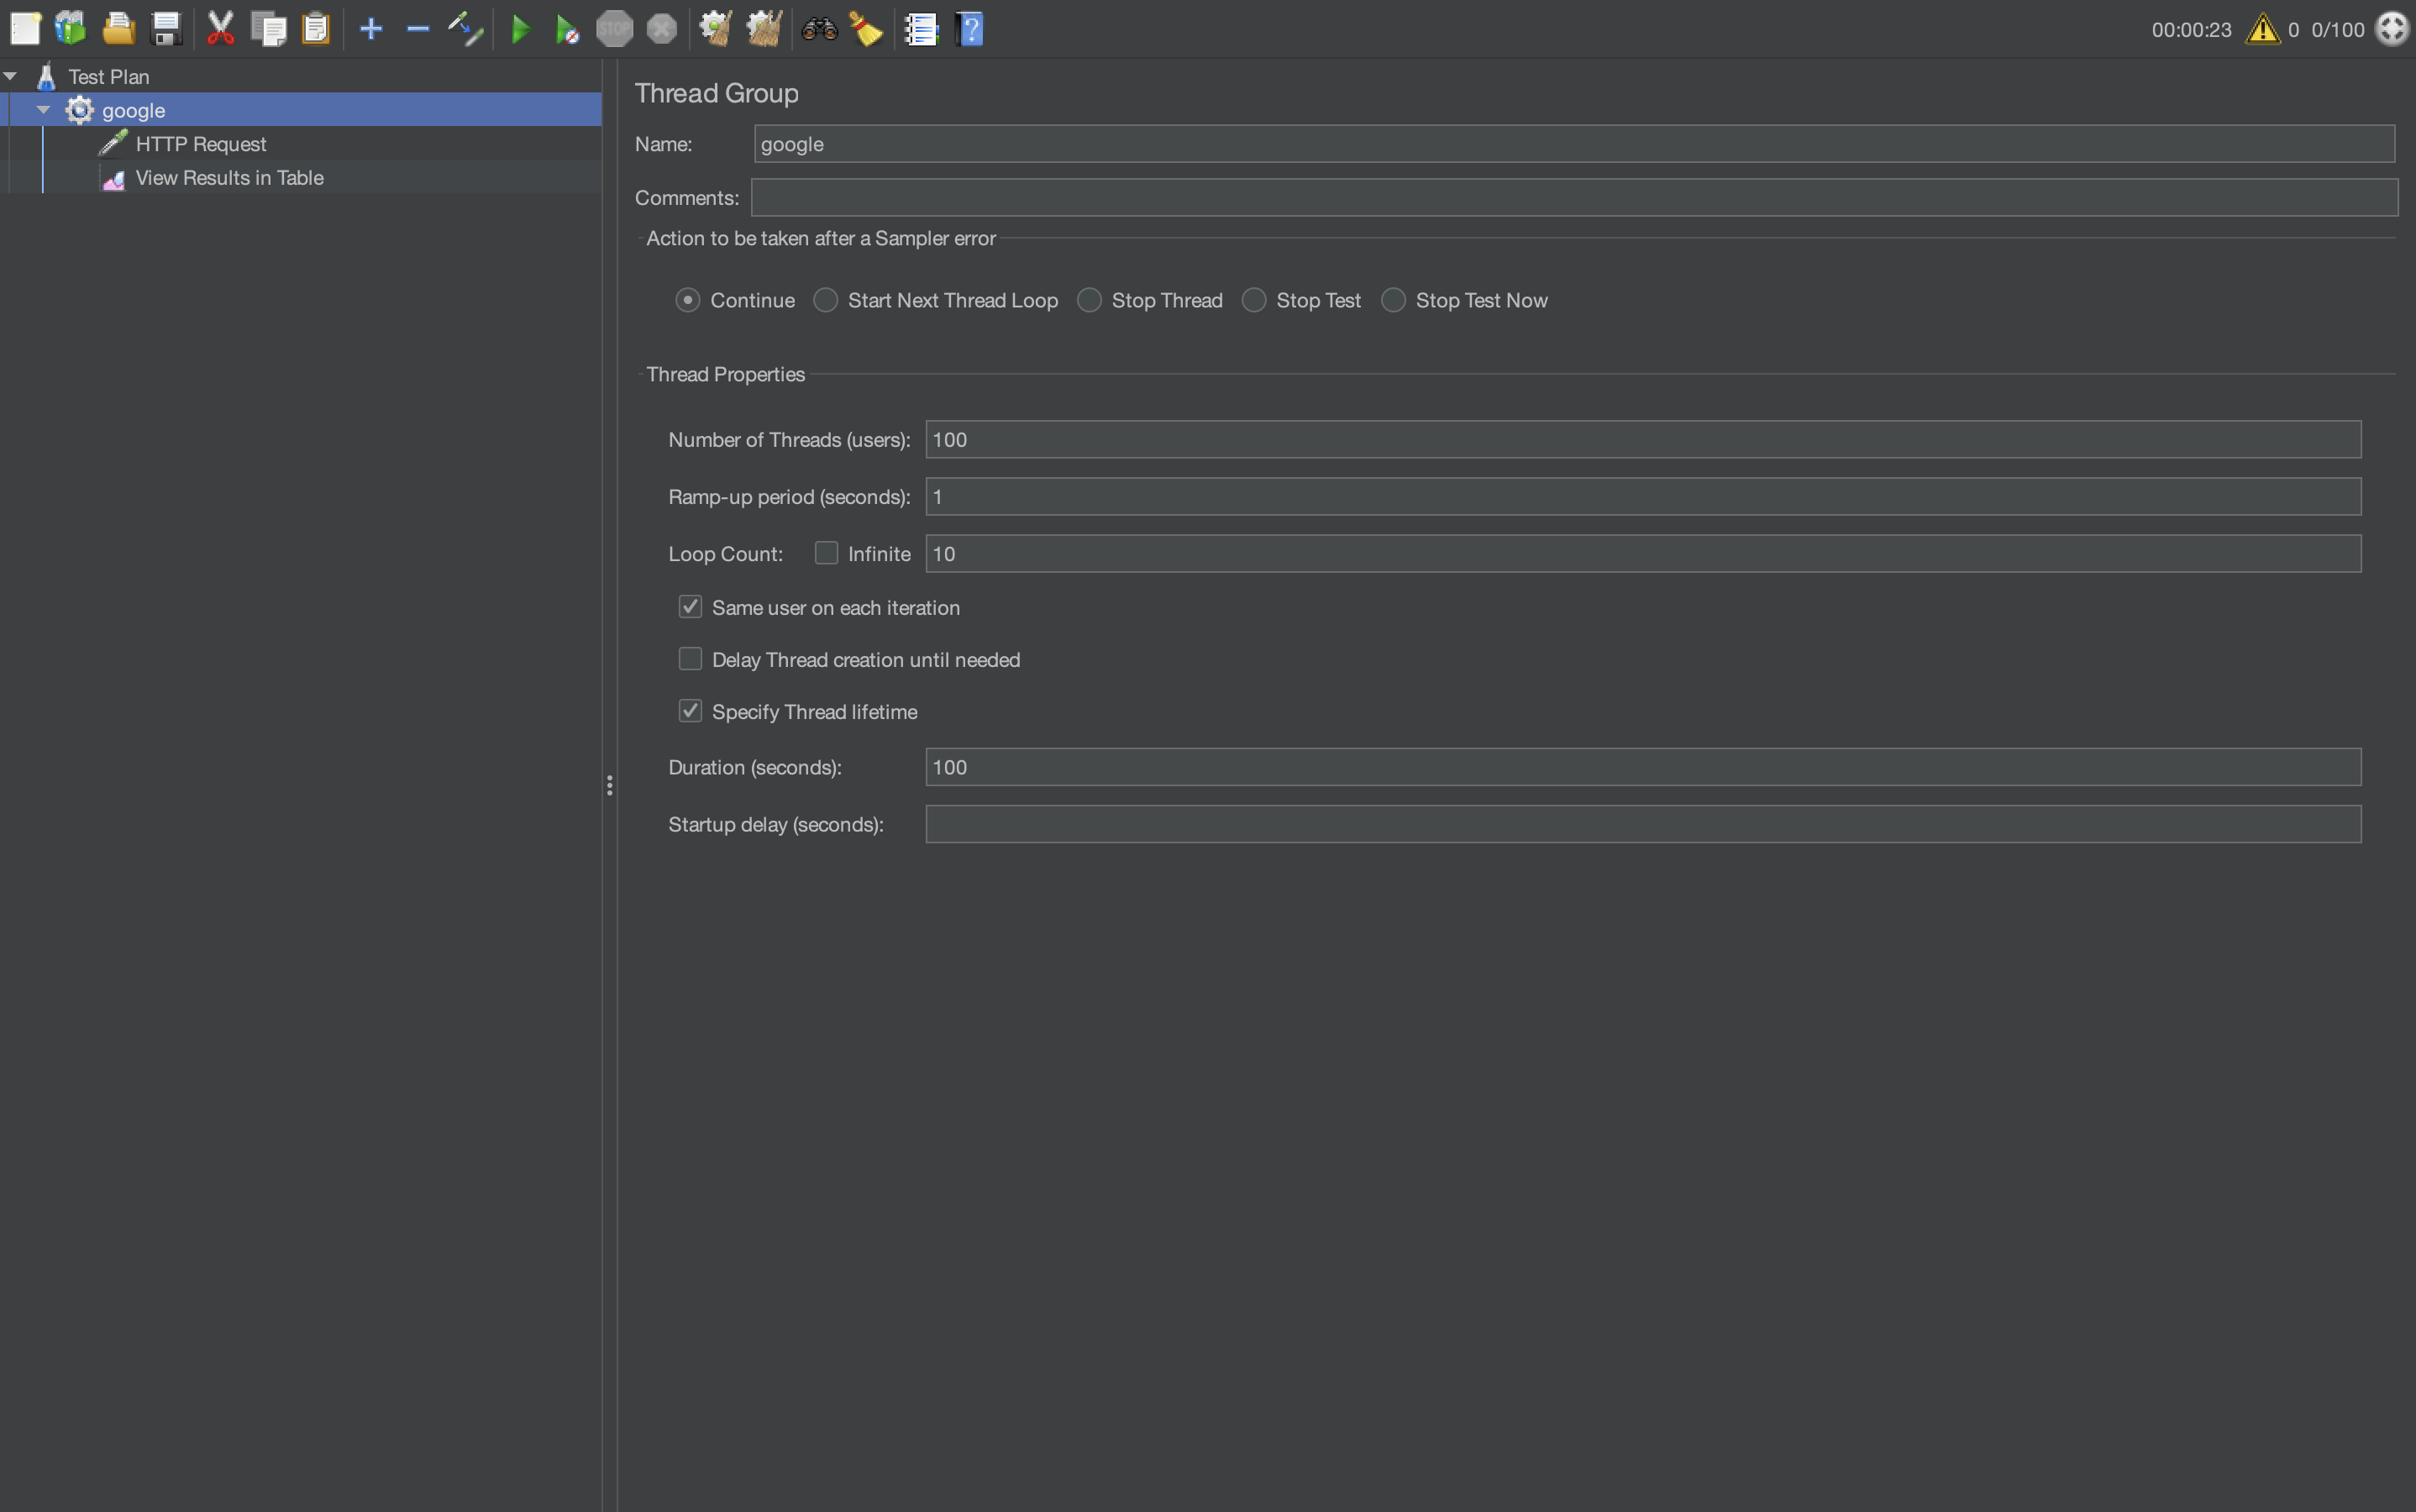 STOP
?
00:00:23 0 0/100
Test Plan
google
HTTP Request
View Results in Table
Thread Group
Name: google
Comments:
Action to be taken after a Sampler error
Continue Start Next Thread Loop Stop Thread Stop Test Stop Test Now
Thread Properties
Number of Threads (users): 100
Ramp-up period (seconds): 1
Loop Count: Infinite 10
Same user on each iteration
Delay Thread creation until needed
Specify Thread lifetime
Duration (seconds): 100
Startup delay (seconds):